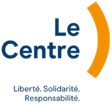 Le
Centre
Liberté. Solidarité.
Responsabilité.